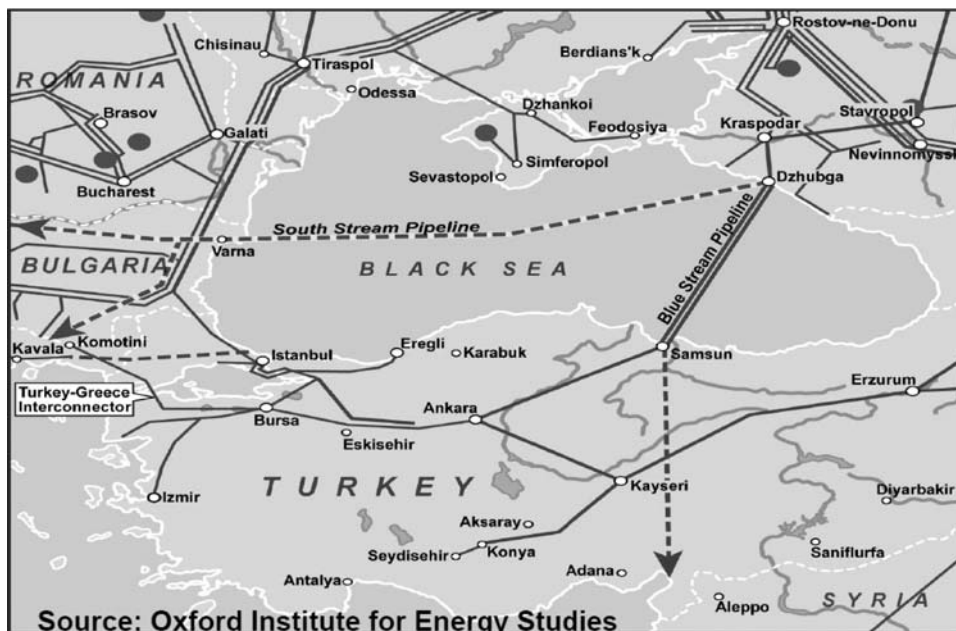 Rostov-ne-Donu
Chisinau
Berdians'k
Tiraspol
ROMANIA
Odessa
Brasov
Dzhankoi
Stavropol
Galati
Feodosiya
Kraspodar
Nevinnomyssk
Simferopol
Bucharest
Sevastopol
Dzhubga
South Stream Pipeline
Varna
BULGARIA
BLACK SEA
Blue Stream Pipeline
Komotini
Kavala
Istanbul
Eregli
Karabuk
Samsun
Turkey-Greece
Interconnector
Erzurum
Ankara
Bursa
Eskisehir
TURKEY
Kayseri
Izmir
Diyarbakir
Aksaray
Konya
Saniflurfa
Seydisehir
Antalya
Adana
Aleppo
SYRIA
Source: Oxford Institute for Energy Studies